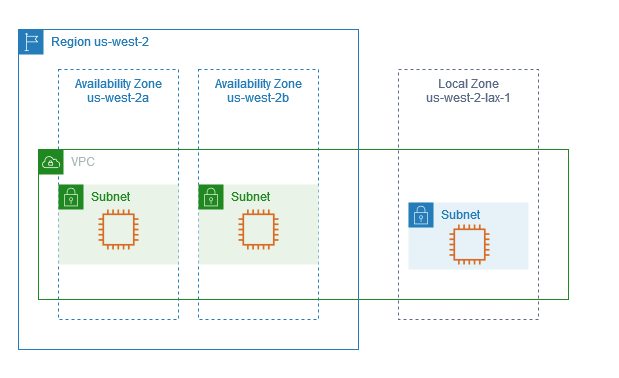 Region us-west-2
Availability Zone
us-west-2a
Availability Zone
us-west-2b
Local Zone
us-west-2-lax-1
VPC
Subnet
Subnet
Subnet